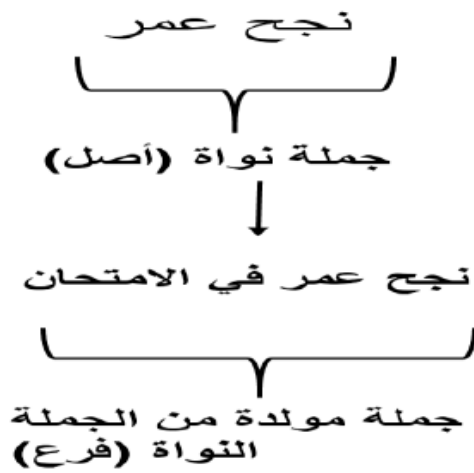 نجح عمر
جملة نواة (أصل)
نجح عمر في الامتحان
جملة مولدة من الجملة
النواة (فرع)